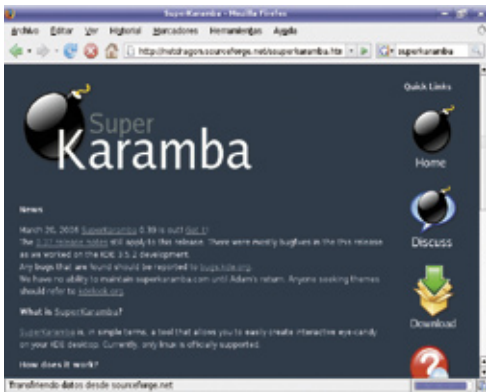 SuperKaramba - Mozilla Firefox
Archivo Editar Ver Historial Marcadores Herramientas Ayuda
http://netdragon.sourceforge.net/ssuperkaramba.htm superkaramba
Quick Links
Super
Karamba
Home
Discuss
Download
News
March 20, 2006 SuperKaramba 0.39 is out! Get it!
The release notes still apply to this release. There were mostly bugfixes in the this release
as we worked on the KDE 3.5.2 development.
Any bugs that are found should be reported to bugs.kde.org.
We have no ability to maintain superkaramba.com until Adam's return. Anyone seeking themes
should refer to kdelook.org.
What is SuperKaramba?
SuperKaramba is, in simple terms, a tool that allows you to easily create interactive eye-candy
on your KDE desktop. Currently, only linux is officially supported.
How does it work?
Transfiriendo datos desde sourceforge.net